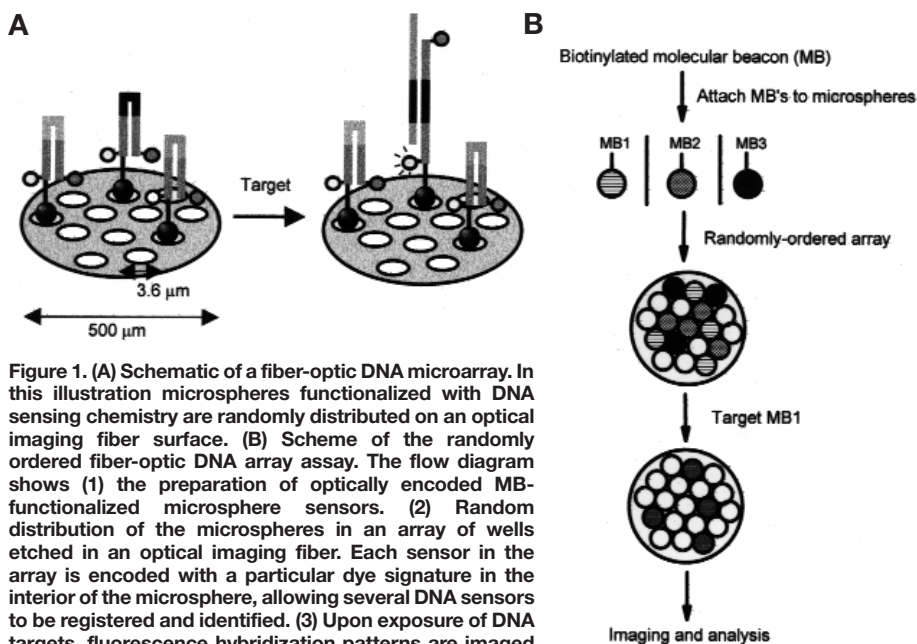 A
Target
3.6 µm
500 µm
Figure 1. (A) Schematic of a fiber-optic DNA microarray. In
this illustration microspheres functionalized with DNA
sensing chemistry are randomly distributed on an optical
imaging fiber surface. (B) Scheme of the randomly
ordered fiber-optic DNA array assay. The flow diagram
shows (1) the preparation of optically encoded MB-
functionalized microsphere sensors. (2) Random
distribution of the microspheres in an array of wells
etched in an optical imaging fiber. Each sensor in the
array is encoded with a particular dye signature in the
interior of the microsphere, allowing several DNA sensors
to be registered and identified. (3) Upon exposure of DNA
targets, fluorescence hybridization patterns are imaged
B
Biotinylated molecular beacon (MB)
Attach MB's to microspheres
MB1 MB2 MB3
Randomly-ordered array
Target MB1
Imaging and analysis